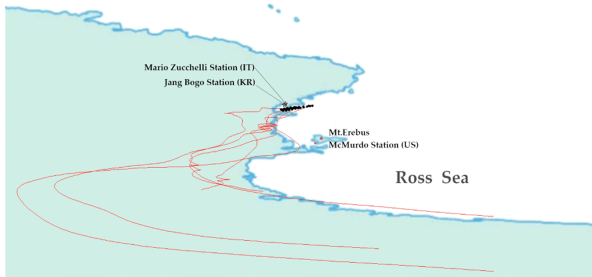 Mario Zucchelli Station (IT)
Jang Bogo Station (KR)
Mt.Erebus
McMurdo Station (US)
Ross Sea